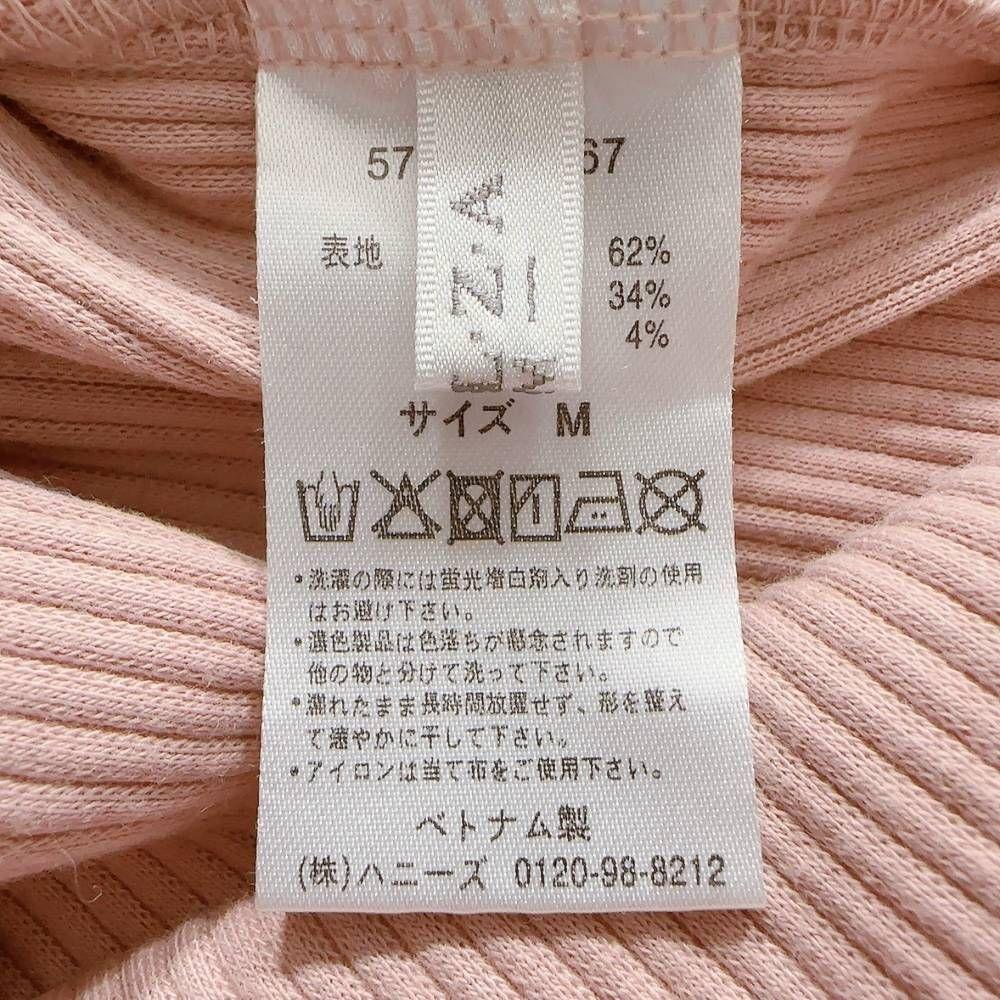 57
67
表地
62%
34%
4%
L·Z·A
サイズ M
・洗濯の際には蛍光増白剤入り洗剤の使用
はお避け下さい。
・濃色製品は色落ちが懸念されますので
他の物と分けて洗って下さい。
・濡れたまま長時間放置せず、形を整え
て速やかに干して下さい。
・アイロンは当て布をご使用下さい。
ベトナム製
(株)ハニーズ 0120-98-8212